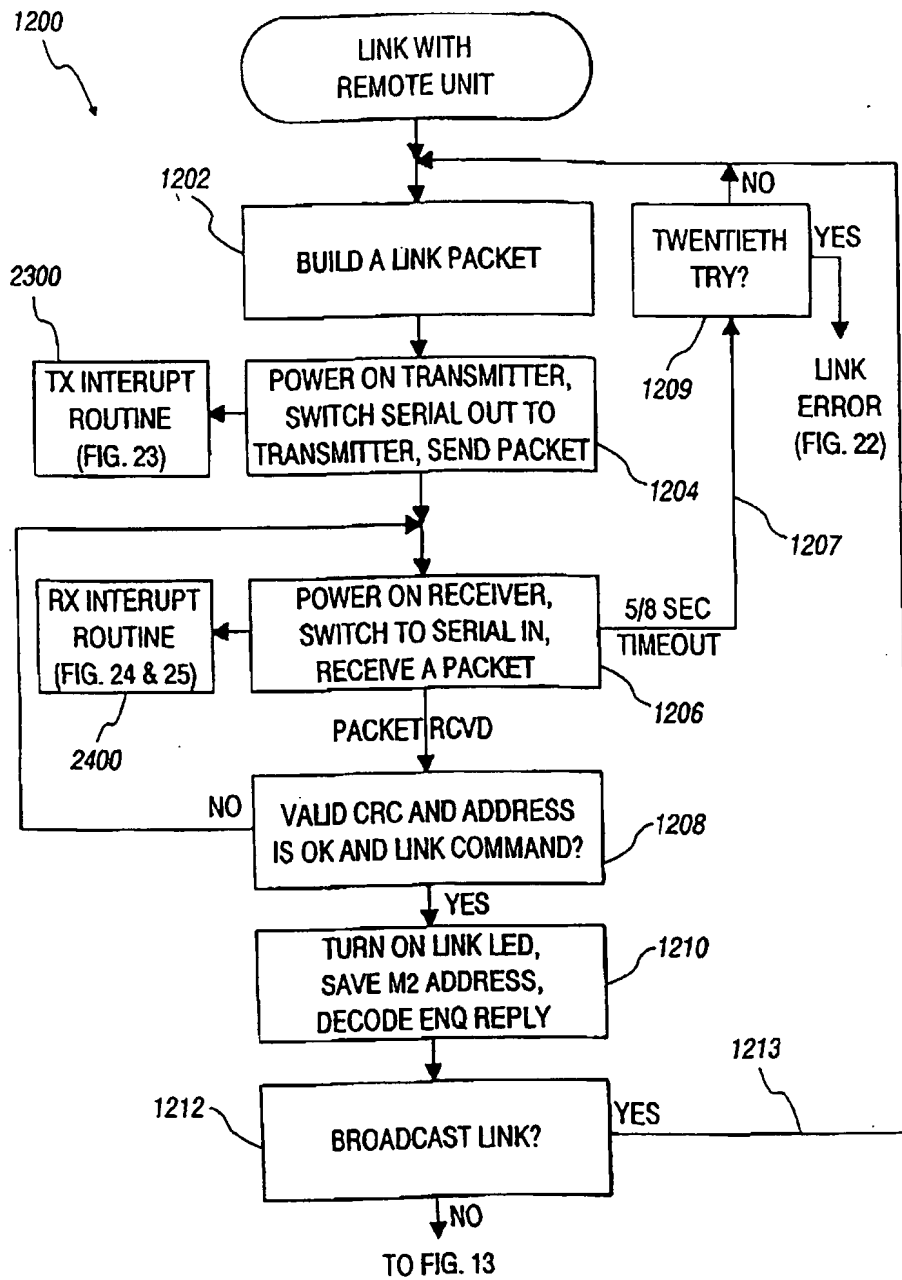 1200
LINK WITH
REMOTE UNIT
1202
BUILD A LINK PACKET
NO
TWENTIETH
TRY?
YES
1209
LINK
ERROR
(FIG. 22)
2300
TX INTERUPT
ROUTINE
(FIG. 23)
POWER ON TRANSMITTER,
SWITCH SERIAL OUT TO
TRANSMITTER, SEND PACKET
1204
1207
RX INTERUPT
ROUTINE
(FIG. 24 & 25)
2400
POWER ON RECEIVER,
SWITCH TO SERIAL IN,
RECEIVE A PACKET
5/8 SEC
TIMEOUT
1206
PACKET RCVD
NO
VALID CRC AND ADDRESS
IS OK AND LINK COMMAND?
1208
YES
TURN ON LINK LED,
SAVE M2 ADDRESS,
DECODE ENQ REPLY
1210
1212
BROADCAST LINK?
YES
1213
NO
TO FIG. 13